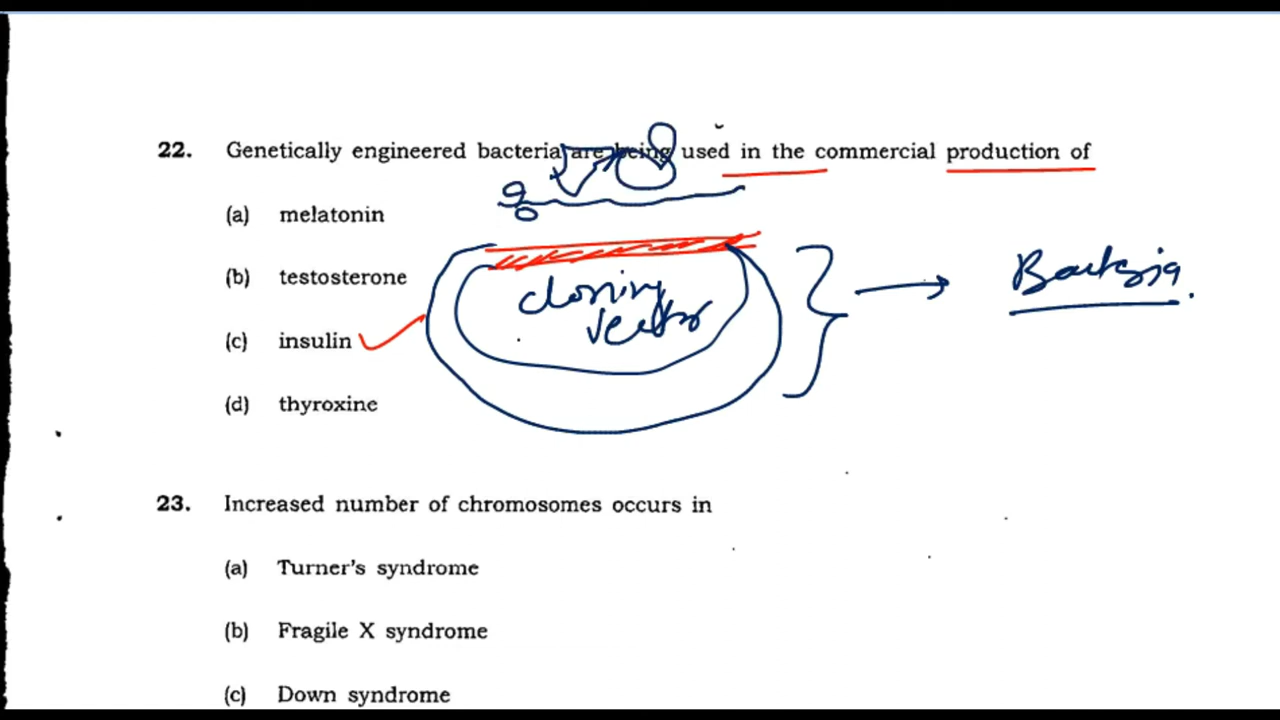 22. Genetically engineered bacteria are being used in the commercial production of
(a) melatonin
(b) testosterone
cloning
vector
Bacteria.
(c) insulin
(d) thyroxine
23. Increased number of chromosomes occurs in
(a) Turner's syndrome
(b) Fragile X syndrome
(c) Down syndrome